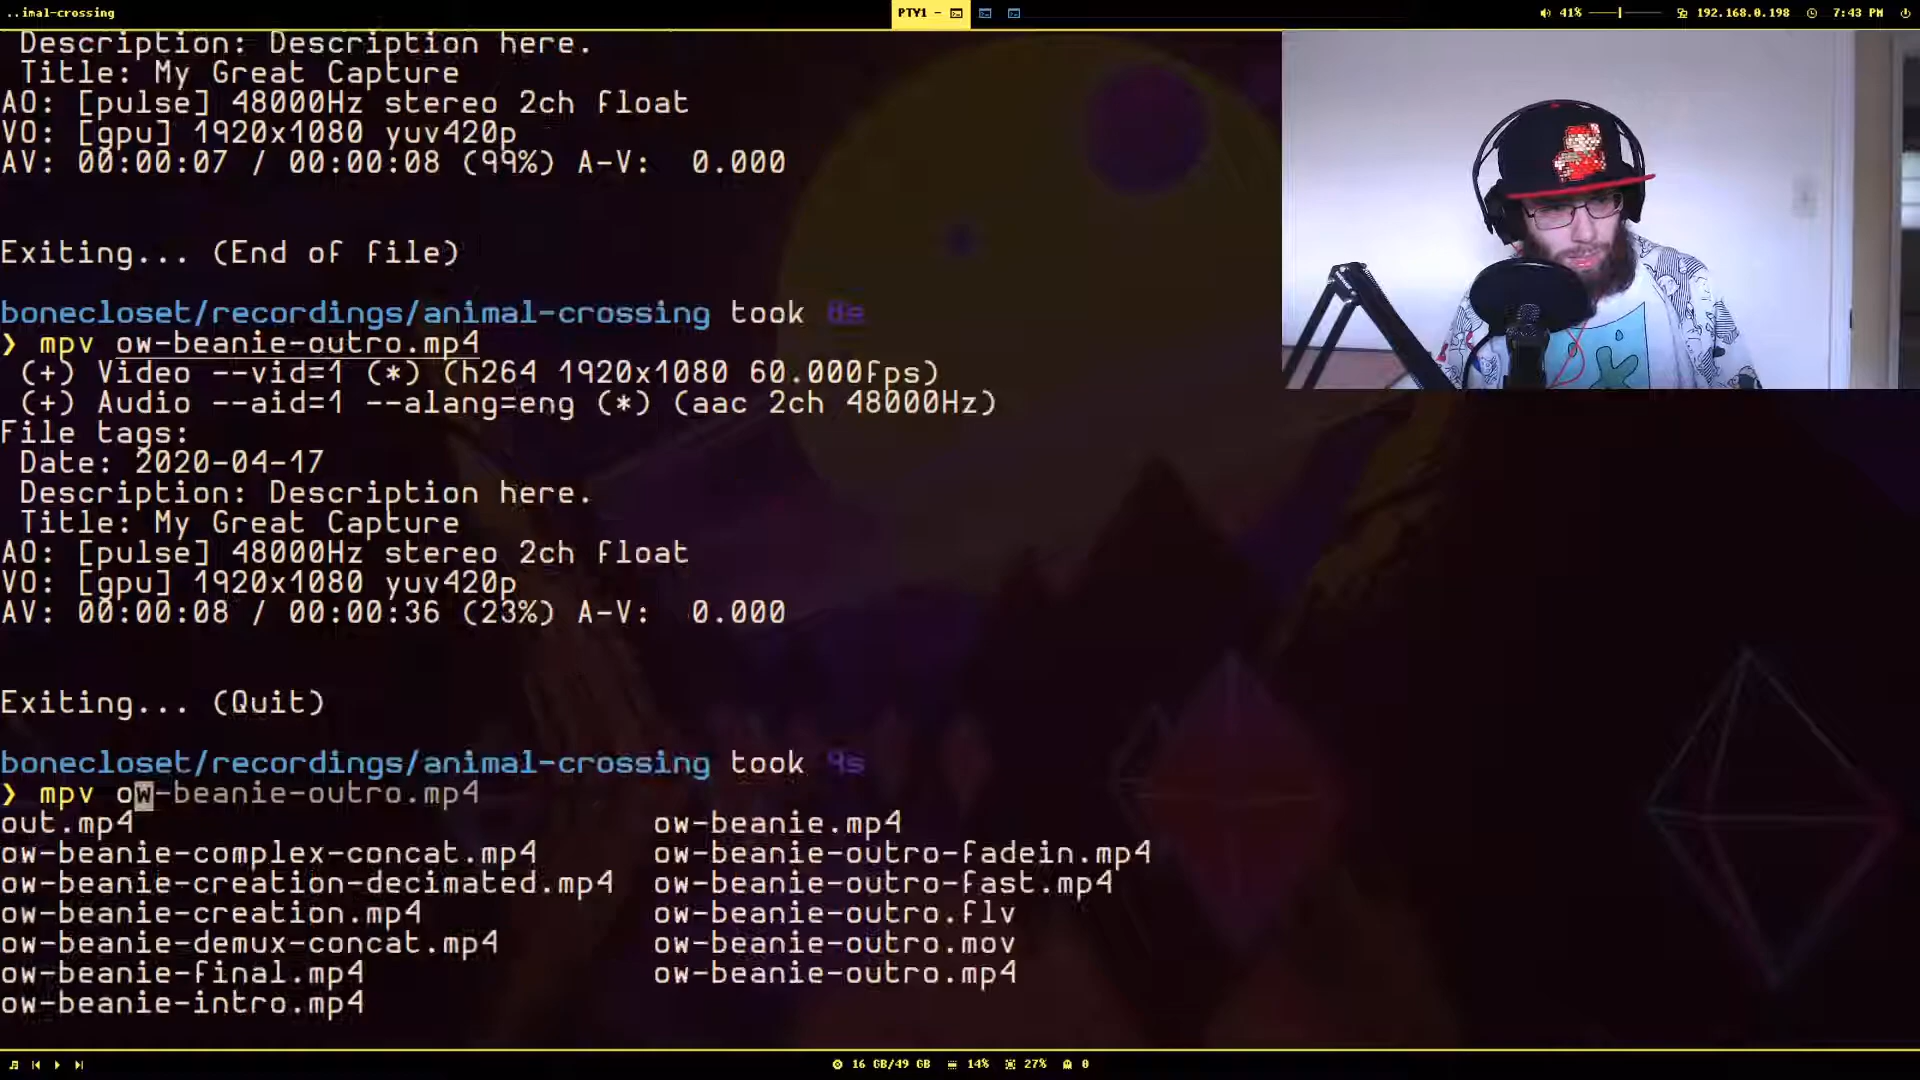 ..imal-crossing
PTY1 -
41%
192.168.0.198
7:43 PM
Description: Description here.
Title: My Great Capture
AO: [pulse] 48000Hz stereo 2ch float
VO: [gpu] 1920x1080 yuv420p
AV: 00:00:07 / 00:00:08 (99%) A-V:  0.000
Exiting... (End of file)
bonecloset/recordings/animal-crossing took 8s
❯ mpv ow-beanie-outro.mp4
(+) Video --vid=1 (*) (h264 1920x1080 60.000fps)
(+) Audio --aid=1 --alang=eng (*) (aac 2ch 48000Hz)
File tags:
Date: 2020-04-17
Description: Description here.
Title: My Great Capture
AO: [pulse] 48000Hz stereo 2ch float
VO: [gpu] 1920x1080 yuv420p
AV: 00:00:08 / 00:00:36 (23%) A-V:  0.000
Exiting... (Quit)
bonecloset/recordings/animal-crossing took 9s
❯ mpv ow-beanie-outro.mp4
out.mp4 ow-beanie.mp4
ow-beanie-complex-concat.mp4 ow-beanie-outro-fadein.mp4
ow-beanie-creation-decimated.mp4 ow-beanie-outro-fast.mp4
ow-beanie-creation.mp4 ow-beanie-outro.flv
ow-beanie-demux-concat.mp4 ow-beanie-outro.mov
ow-beanie-final.mp4 ow-beanie-outro.mp4
ow-beanie-intro.mp4
16 GB/49 GB 14% 27% 0